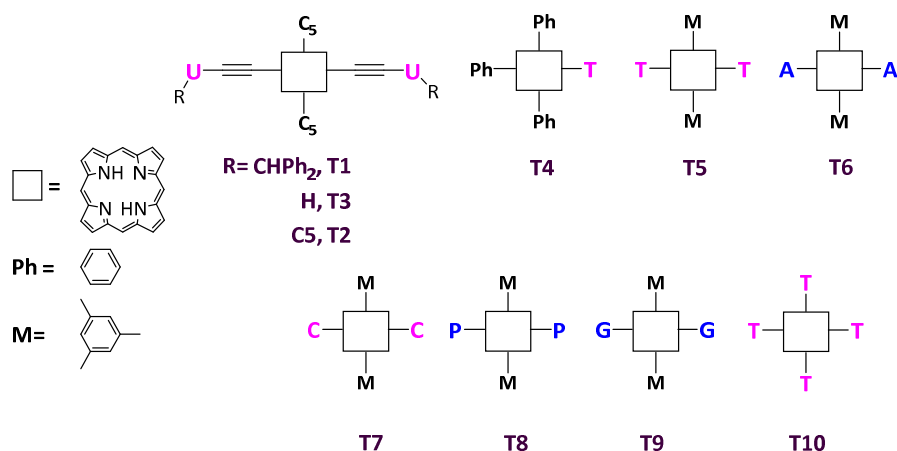 C5
Ph
M
M
U
U
Ph
T
T
T
A
A
R
R
C5
Ph
M
M
R= CHPh2, T1
T4
T5
T6
=
NH
N
N
HN
H, T3
C5, T2
Ph =
M=
M
M
M
T
C
C
P
P
G
G
T
T
M
M
M
T
T7
T8
T9
T10